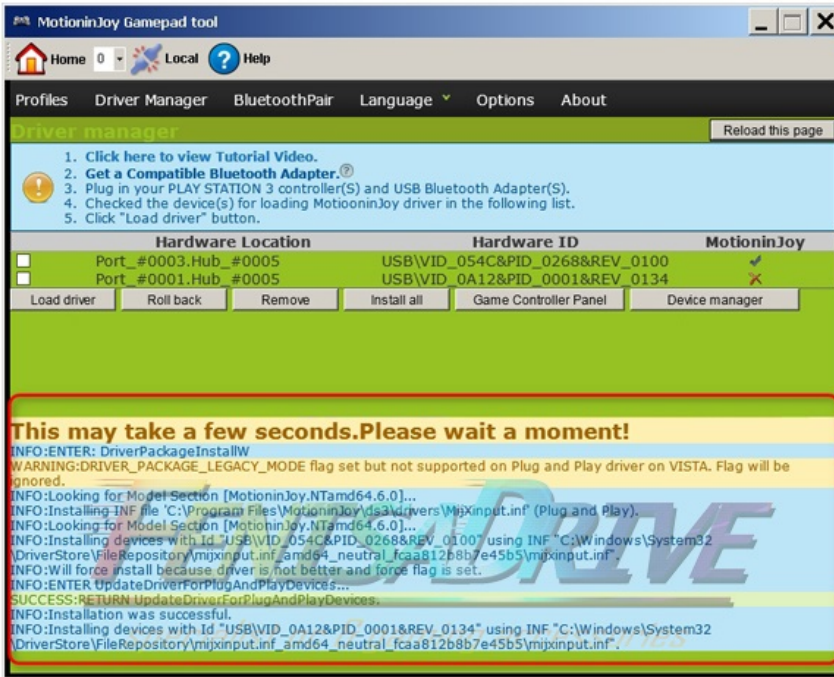 MotioninJoy Gamepad tool
Home 0 Local Help
Profiles Driver Manager BluetoothPair Language Options About
Driver manager Reload this page
1. Click here to view Tutorial Video.
2. Get a Compatible Bluetooth Adapter.
3. Plug in your PLAY STATION 3 controller(S) and USB Bluetooth Adapter(S).
4. Checked the device(s) for loading MotiooninJoy driver in the following list.
5. Click "Load driver" button.
Hardware Location Hardware ID MotioninJoy
Port_#0003.Hub_#0005 USB\VID_054C&PID_0268&REV_0100
Port_#0001.Hub_#0005 USB\VID_0A12&PID_0001&REV_0134
Load driver Roll back Remove Install all Game Controller Panel Device manager
This may take a few seconds.Please wait a moment!
INFO:ENTER: DriverPackageInstallW
WARNING:DRIVER_PACKAGE_LEGACY_MODE flag set but not supported on Plug and Play driver on VISTA. Flag will be
ignored.
INFO:Looking for Model Section [MotioninJoy.NTamd64.6.0]...
INFO:Installing INF file 'C:\Program Files\MotioninJoy\ds3\drivers\MijXinput.inf' (Plug and Play).
INFO:Looking for Model Section [MotioninJoy.NTamd64.6.0]...
INFO:Installing devices with Id "USB\VID_054C&PID_0268&REV_0100" using INF "C:\Windows\System32
\DriverStore\FileRepository\mijxinput.inf_amd64_neutral_fcaa812b8b7e45b5\mijxinput.inf".
INFO:Will force install because driver is not better and force flag is set.
INFO:ENTER UpdateDriverForPlugAndPlayDevices...
SUCCESS:RETURN UpdateDriverForPlugAndPlayDevices.
INFO:Installation was successful.
INFO:Installing devices with Id "USB\VID_0A12&PID_0001&REV_0134" using INF "C:\Windows\System32
\DriverStore\FileRepository\mijxinput.inf_amd64_neutral_fcaa812b8b7e45b5\mijxinput.inf".